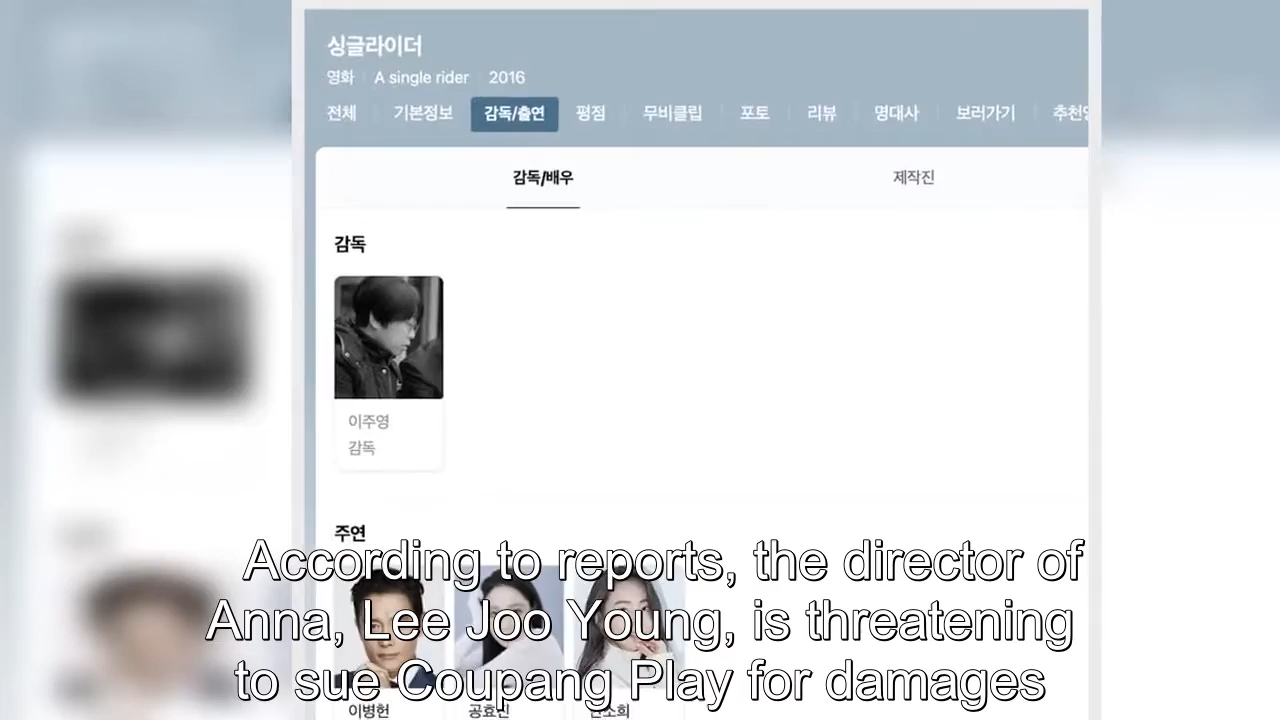 싱글라이더
영화 A single rider 2016
전체 기본정보 감독/출연 평점 무비클립 포토 리뷰 명대사 보러가기
감독/배우 제작진
감독
이주영
감독
주연
According to reports, the director of
Anna, Lee Joo Young, is threatening
to sue Coupang Play for damages
이병헌 공효진